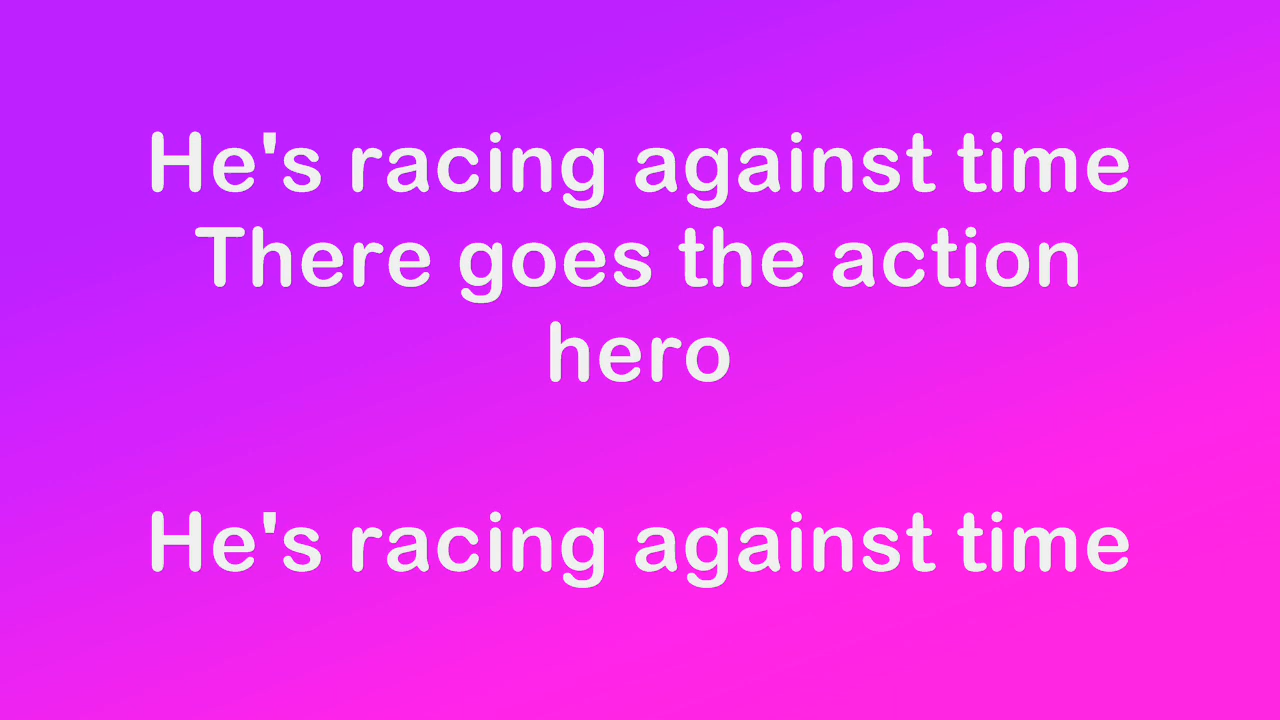 He's racing against time
There goes the action
hero
He's racing against time